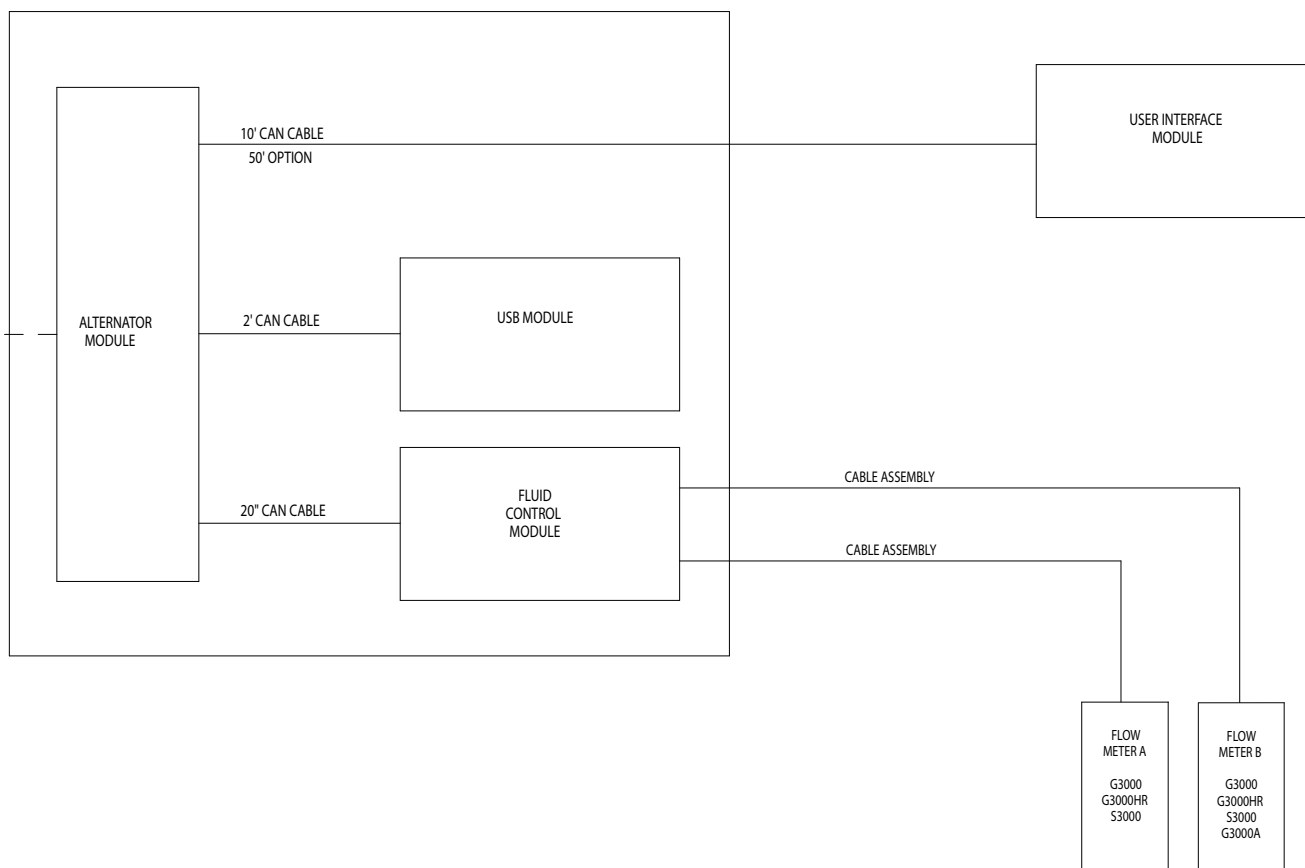 10' CAN CABLE
50' OPTION
USER INTERFACE
MODULE
ALTERNATOR
MODULE
2' CAN CABLE
USB MODULE
20" CAN CABLE
FLUID
CONTROL
MODULE
CABLE ASSEMBLY
CABLE ASSEMBLY
FLOW
METER A
G3000
G3000HR
S3000
FLOW
METER B
G3000
G3000HR
S3000
G3000A